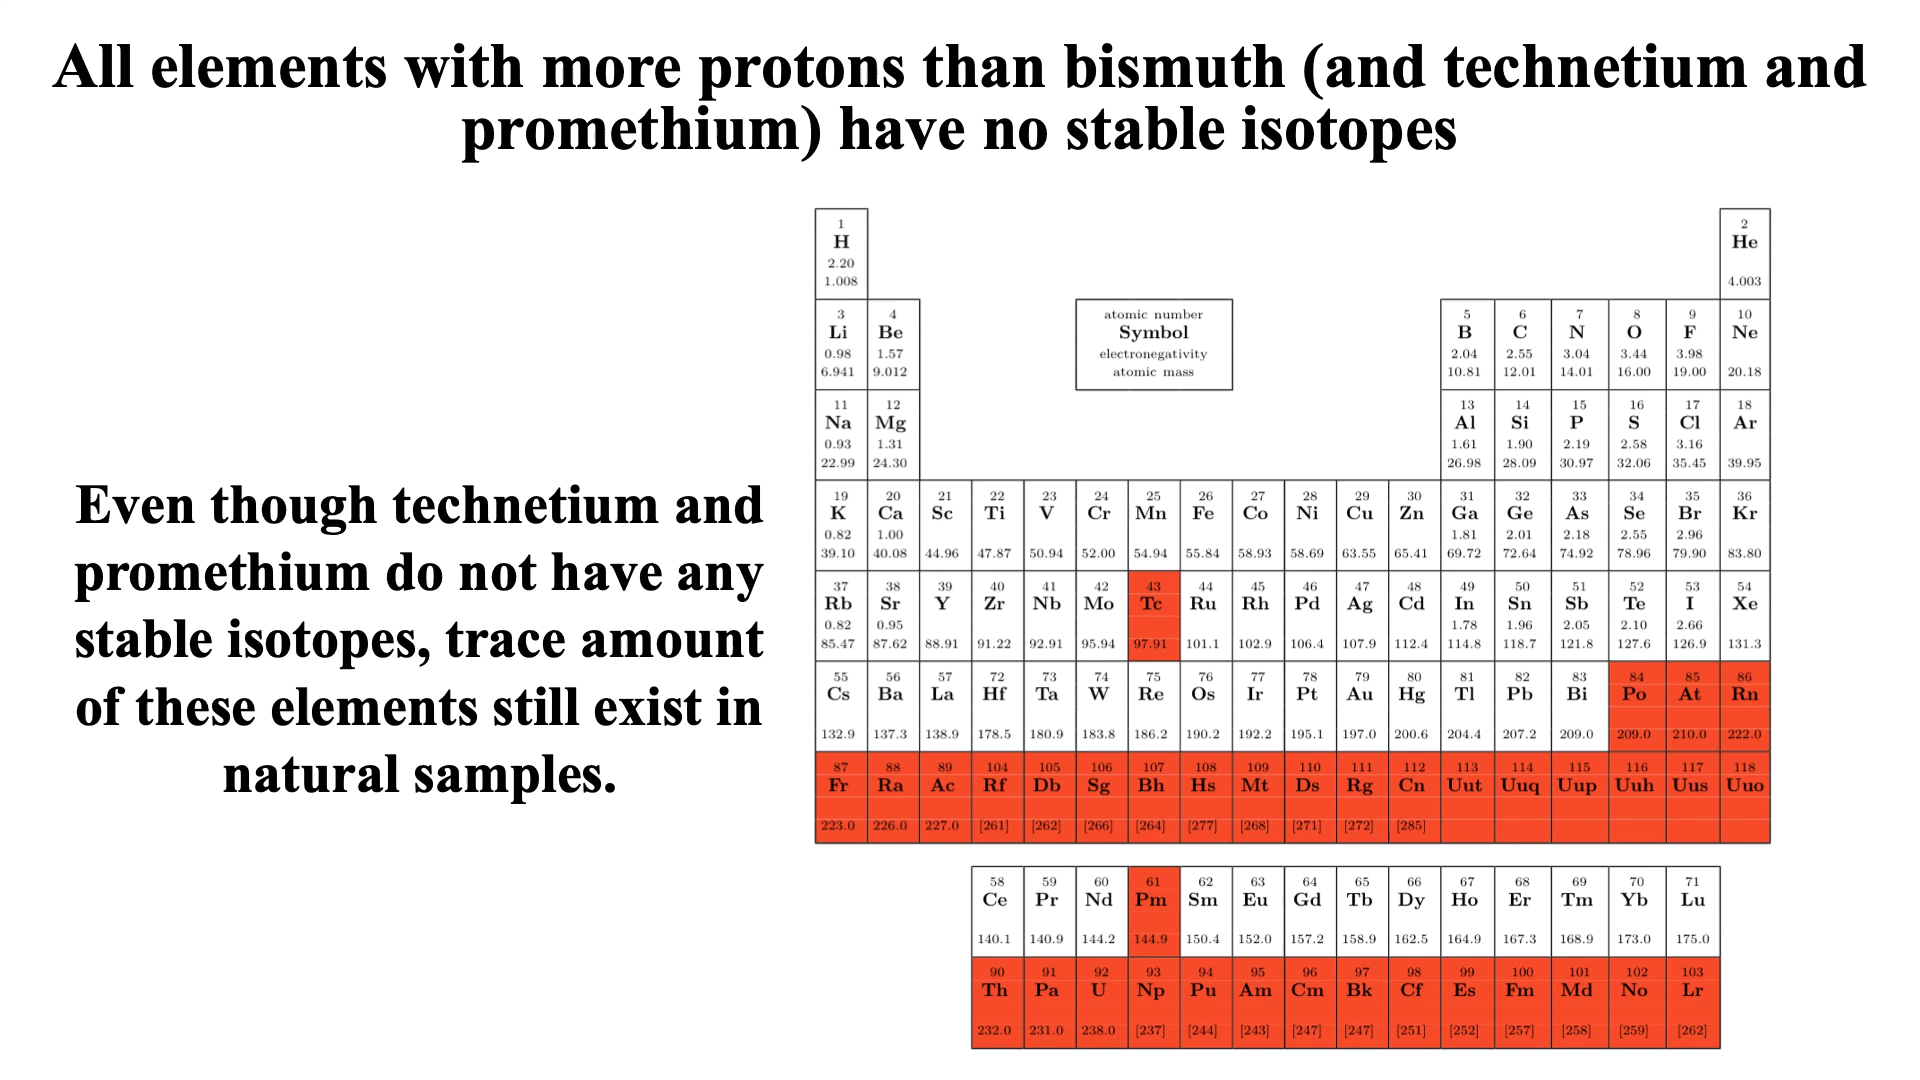 All elements with more protons than bismuth (and technetium and
promethium) have no stable isotopes
Even though technetium and
promethium do not have any
stable isotopes, trace amount
of these elements still exist in
natural samples.
1 2
H He
2.20
1.008 4.003
3 4 atomic number 5 6 7 8 9 10
Li Be Symbol B C N O F Ne
0.98 1.57 electronegativity 2.04 2.55 3.04 3.44 3.98
6.941 9.012 atomic mass 10.81 12.01 14.01 16.00 19.00 20.18
11 12 13 14 15 16 17 18
Na Mg Al Si P S Cl Ar
0.93 1.31 1.61 1.90 2.19 2.58 3.16
22.99 24.30 26.98 28.09 30.97 32.06 35.45 39.95
19 20 21 22 23 24 25 26 27 28 29 30 31 32 33 34 35 36
K Ca Sc Ti V Cr Mn Fe Co Ni Cu Zn Ga Ge As Se Br Kr
0.82 1.00 1.81 2.01 2.18 2.55 2.96
39.10 40.08 44.96 47.87 50.94 52.00 54.94 55.84 58.93 58.69 63.55 65.41 69.72 72.64 74.92 78.96 79.90 83.80
37 38 39 40 41 42 43 44 45 46 47 48 49 50 51 52 53 54
Rb Sr Y Zr Nb Mo Tc Ru Rh Pd Ag Cd In Sn Sb Te I Xe
0.82 0.95 1.78 1.96 2.05 2.10 2.66
85.47 87.62 88.91 91.22 92.91 95.94 97.91 101.1 102.9 106.4 107.9 112.4 114.8 118.7 121.8 127.6 126.9 131.3
55 56 57 72 73 74 75 76 77 78 79 80 81 82 83 84 85 86
Cs Ba La Hf Ta W Re Os Ir Pt Au Hg Tl Pb Bi Po At Rn
132.9 137.3 138.9 178.5 180.9 183.8 186.2 190.2 192.2 195.1 197.0 200.6 204.4 207.2 209.0 209.0 210.0 222.0
87 88 89 104 105 106 107 108 109 110 111 112 113 114 115 116 117 118
Fr Ra Ac Rf Db Sg Bh Hs Mt Ds Rg Cn Uut Uuq Uup Uuh Uus Uuo
223.0 226.0 227.0 [261] [262] [266] [264] [277] [268] [271] [272] [285]
58 59 60 61 62 63 64 65 66 67 68 69 70 71
Ce Pr Nd Pm Sm Eu Gd Tb Dy Ho Er Tm Yb Lu
140.1 140.9 144.2 144.9 150.4 152.0 157.2 158.9 162.5 164.9 167.3 168.9 173.0 175.0
90 91 92 93 94 95 96 97 98 99 100 101 102 103
Th Pa U Np Pu Am Cm Bk Cf Es Fm Md No Lr
232.0 231.0 238.0 [237] [244] [243] [247] [247] [251] [252] [257] [258] [259] [262]